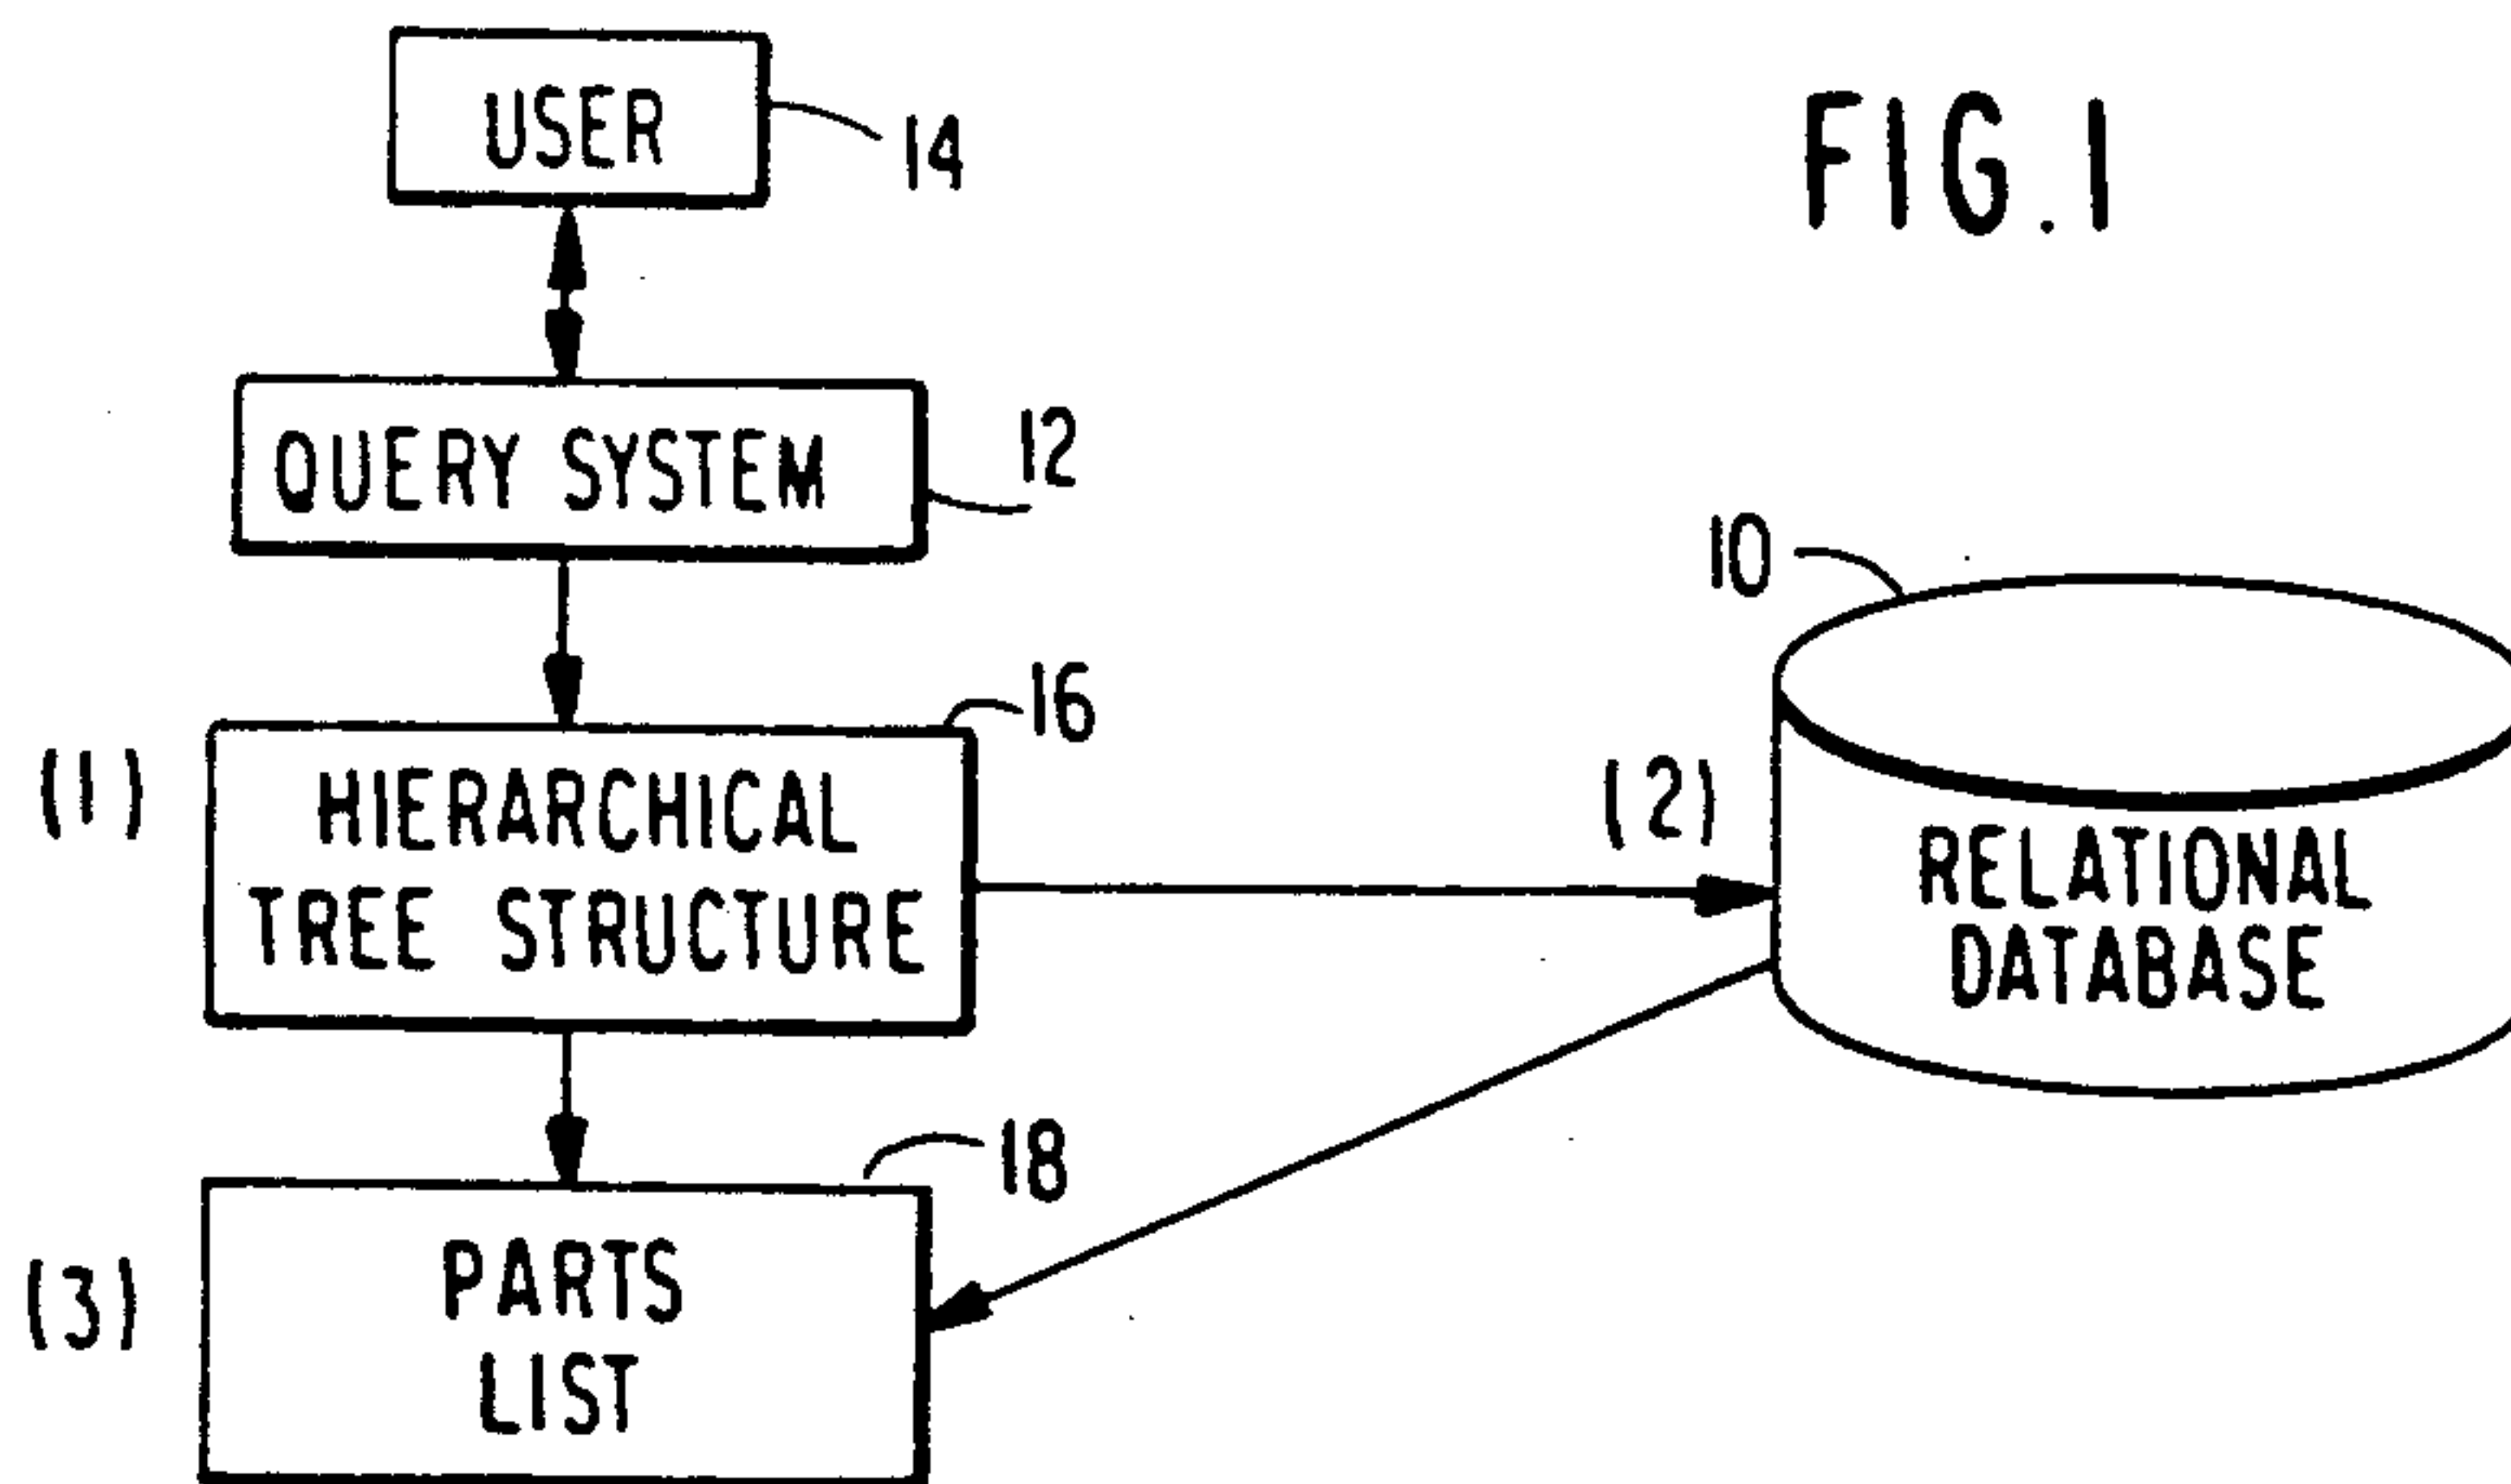 USER
14
FIG.1
QUERY SYSTEM
12
10
16
(1)
HIERARCHICAL
TREE STRUCTURE
(2)
RELATIONAL
DATABASE
18
(3)
PARTS
LIST